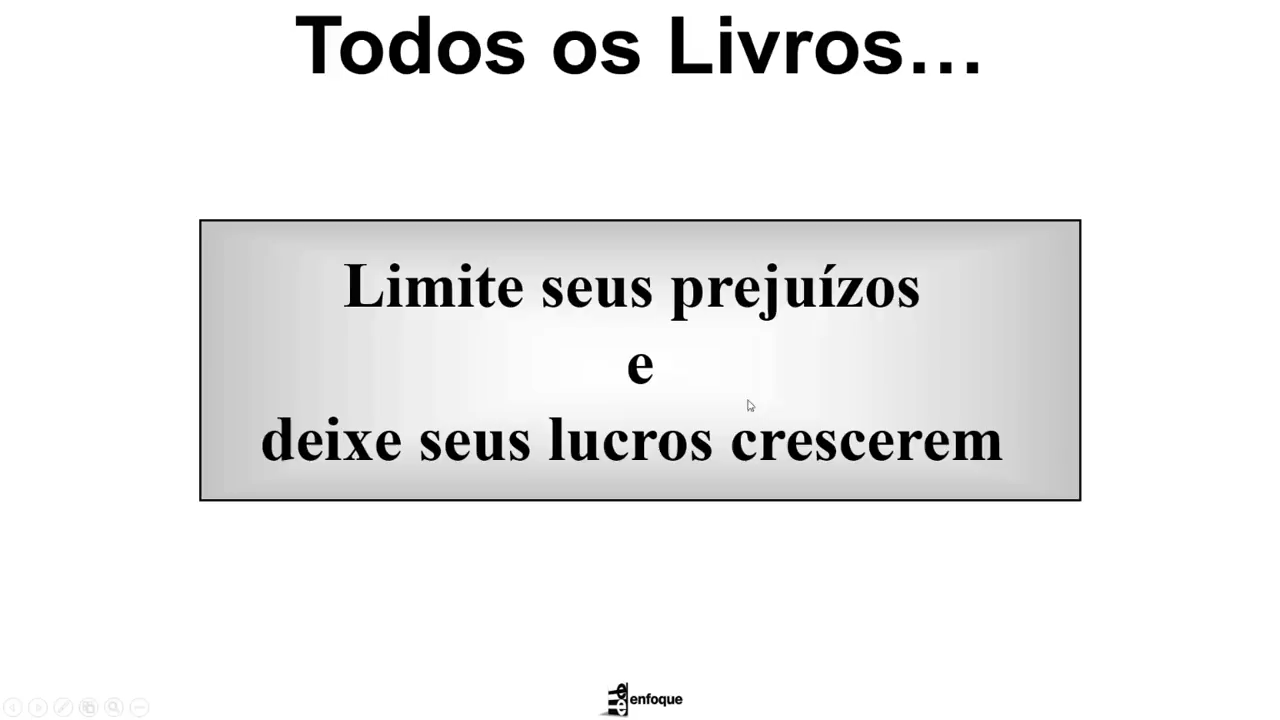 Todos os Livros...
Limite seus prejuízos
e
deixe seus lucros crescerem
enfoque